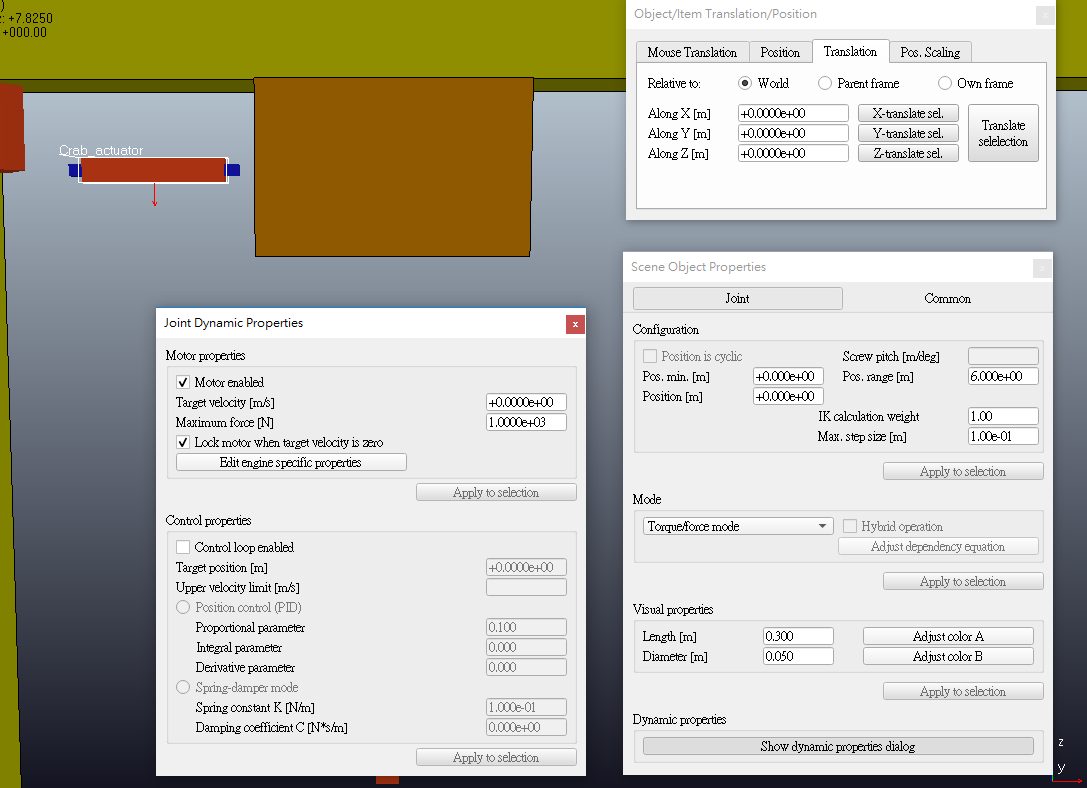 )
z: +7.8250
+000.00
Crab_actuator
Object/Item Translation/Position
x
Mouse Translation
Position
Translation
Pos. Scaling
Relative to:
World
Parent frame
Own frame
Along X [m]
+0.0000e+00
X-translate sel.
Along Y [m]
+0.0000e+00
Y-translate sel.
Along Z [m]
+0.0000e+00
Z-translate sel.
Translate
selelection
Scene Object Properties
x
Joint
Common
Configuration
Position is cyclic
Screw pitch [m/deg]
Pos. min. [m]
+0.000e+00
Pos. range [m]
6.000e+00
Position [m]
+0.000e+00
IK calculation weight
1.00
Max. step size [m]
1.00e-01
Apply to selection
Mode
Torque/force mode
Hybrid operation
Adjust dependency equation
Apply to selection
Visual properties
Length [m]
0.300
Adjust color A
Diameter [m]
0.050
Adjust color B
Apply to selection
Dynamic properties
Show dynamic properties dialog
Joint Dynamic Properties
x
Motor properties
Motor enabled
Target velocity [m/s]
+0.0000e+00
Maximum force [N]
1.0000e+03
Lock motor when target velocity is zero
Edit engine specific properties
Apply to selection
Control properties
Control loop enabled
Target position [m]
+0.0000e+00
Upper velocity limit [m/s]
Position control (PID)
Proportional parameter
0.100
Integral parameter
0.000
Derivative parameter
0.000
Spring-damper mode
Spring constant K [N/m]
1.000e-01
Damping coefficient C [N*s/m]
0.000e+00
Apply to selection
z
y